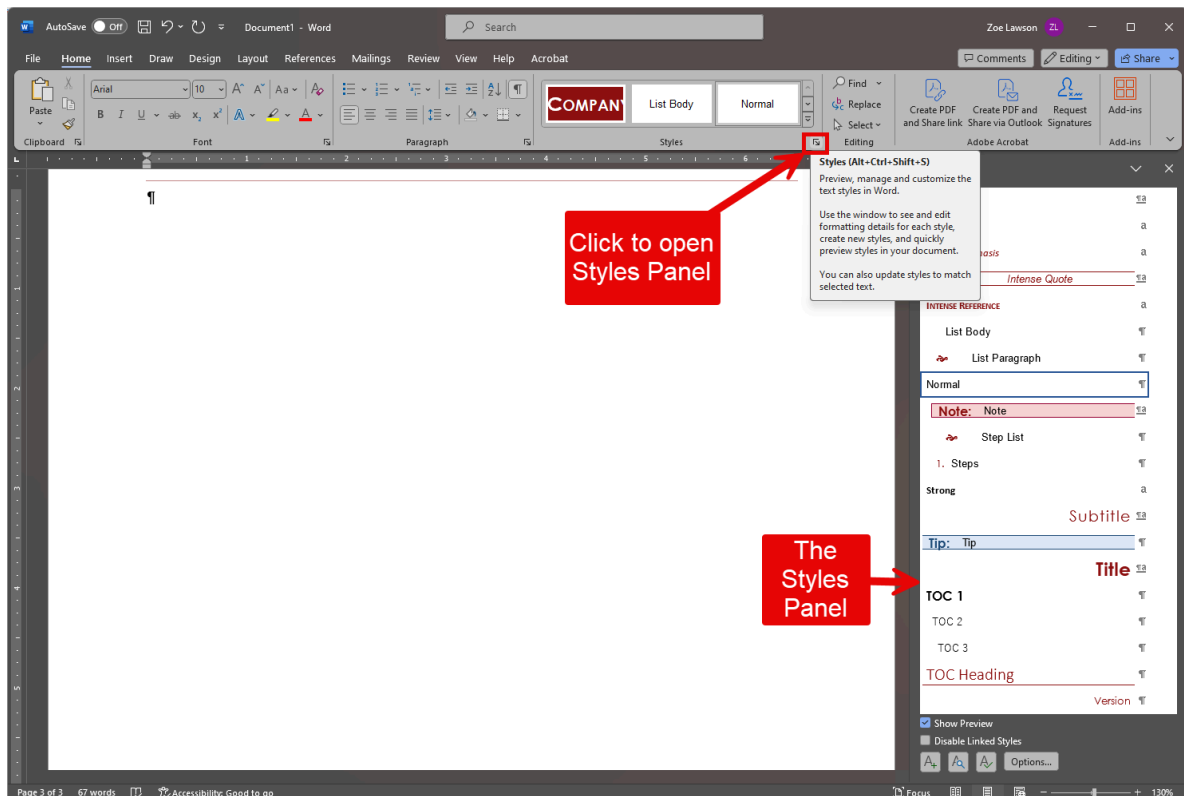 AutoSave Off Document1 - Word Search Zoe Lawson ZL
File Home Insert Draw Design Layout References Mailings Review View Help Acrobat Comments Editing Share
Paste
Clipboard
Arial 10
Font
Paragraph
COMPAN List Body Normal
Styles
Find
Replace
Select
Editing
Create PDF
and Share link
Create PDF and
Share via Outlook
Request
Signatures
Adobe Acrobat
Add-ins
Add-ins
Styles (Alt+Ctrl+Shift+S)
Preview, manage and customize the
text styles in Word.
Use the window to see and edit
formatting details for each style,
create new styles, and quickly
preview styles in your document.
You can also update styles to match
selected text.
Click to open
Styles Panel
Intense Quote
INTENSE REFERENCE
List Body
List Paragraph
Normal
Note: Note
Step List
1. Steps
Strong
Subtitle
Tip: Tip
Title
The
Styles
Panel
TOC 1
TOC 2
TOC 3
TOC Heading
Version
Show Preview
Disable Linked Styles
Options...
Page 3 of 3 67 words Accessibility: Good to go Focus 130%